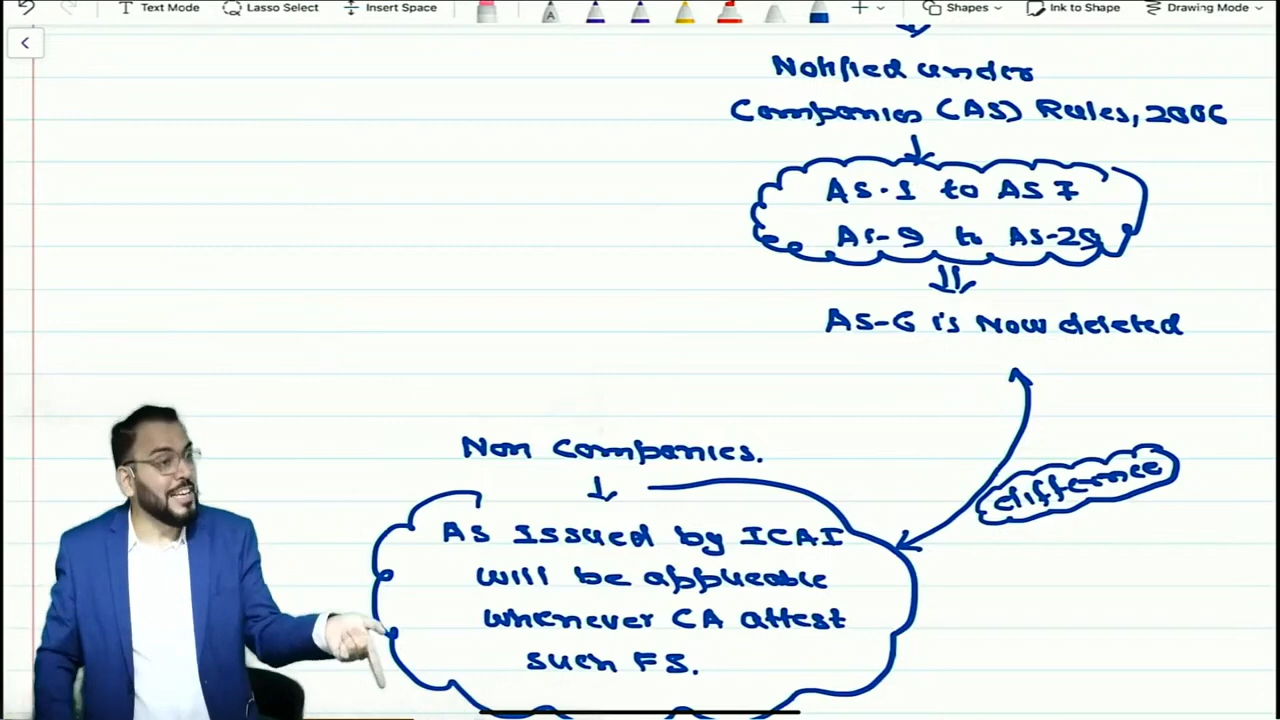 Text Mode Lasso Select Insert Space Shapes Ink to Shape Drawing Mode
Notified under
Companies (AS) Rules, 2006
AS-1 to AS 7
AS-9 to AS-29
AS-6 is Now deleted
Non Companies.
difference
AS Issued by ICAI
will be applicable
whenever CA attest
such FS.